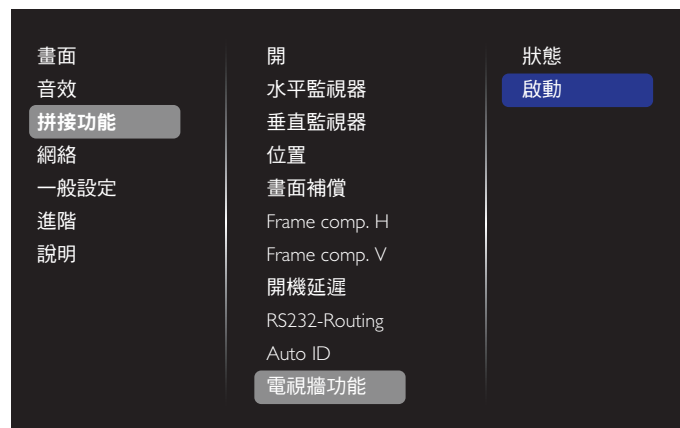 畫面
音效
拼接功能
網絡
一般設定
進階
說明
開
水平監視器
垂直監視器
位置
畫面補償
Frame comp. H
Frame comp. V
開機延遲
RS232-Routing
Auto ID
電視牆功能
狀態
啟動